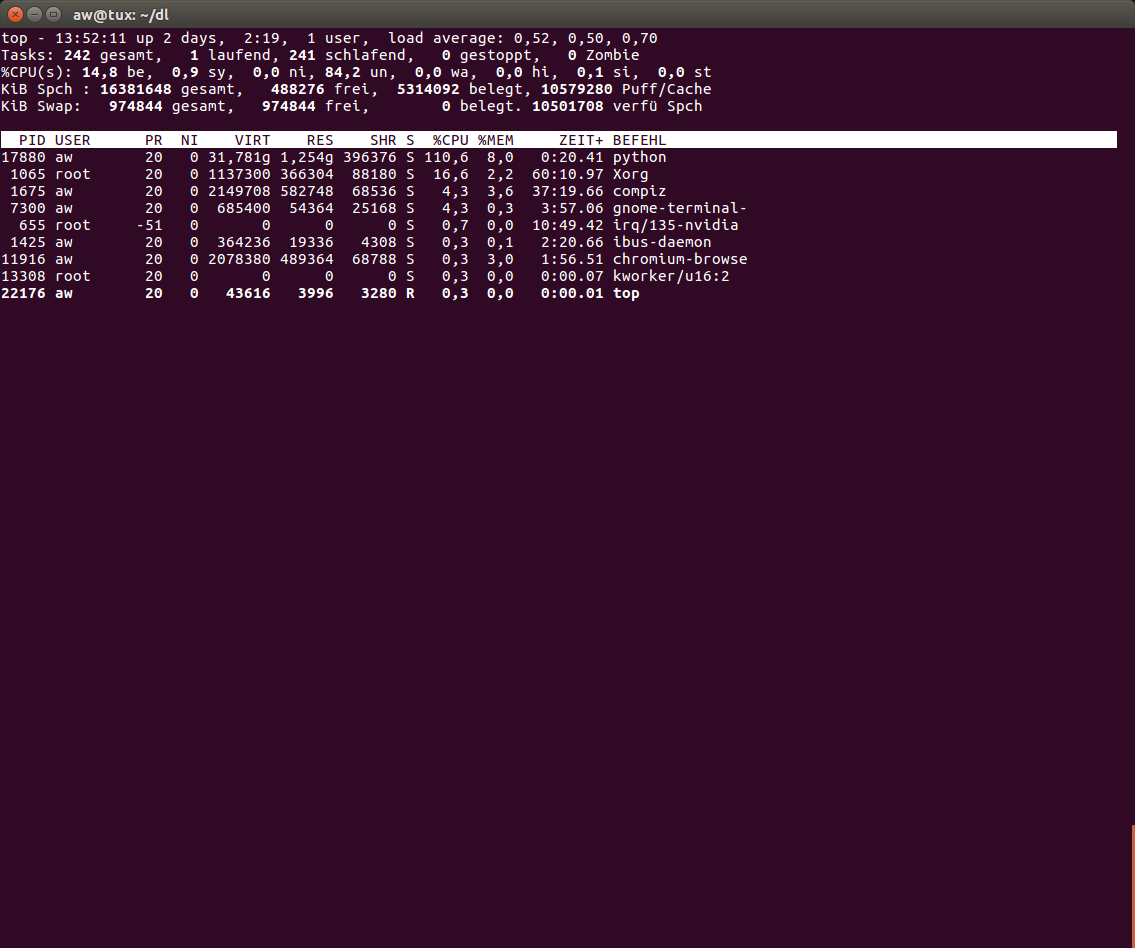 aw@tux: ~/dl
top - 13:52:11 up 2 days,  2:19,  1 user,  load average: 0,52, 0,50, 0,70
Tasks: 242 gesamt,   1 laufend, 241 schlafend,   0 gestoppt,   0 Zombie
%CPU(s): 14,8 be,  0,9 sy,  0,0 ni, 84,2 un,  0,0 wa,  0,0 hi,  0,1 si,  0,0 st
KiB Spch : 16381648 gesamt,   488276 frei,  5314092 belegt, 10579280 Puff/Cache
KiB Swap:   974844 gesamt,   974844 frei,        0 belegt. 10501708 verfü Spch
  PID USER      PR  NI    VIRT    RES    SHR S  %CPU %MEM     ZEIT+ BEFEHL
17880 aw        20   0 31,781g 1,254g 396376 S 110,6  8,0   0:20.41 python
 1065 root      20   0 1137300 366304  88180 S  16,6  2,2  60:10.97 Xorg
 1675 aw        20   0 2149708 582748  68536 S   4,3  3,6  37:19.66 compiz
 7300 aw        20   0  685400  54364  25168 S   4,3  0,3   3:57.06 gnome-terminal-
  655 root     -51   0       0      0      0 S   0,7  0,0  10:49.42 irq/135-nvidia
 1425 aw        20   0  364236  19336   4308 S   0,3  0,1   2:20.66 ibus-daemon
11916 aw        20   0 2078380 489364  68788 S   0,3  3,0   1:56.51 chromium-browse
13308 root      20   0       0      0      0 S   0,3  0,0   0:00.07 kworker/u16:2
22176 aw        20   0   43616   3996   3280 R   0,3  0,0   0:00.01 top